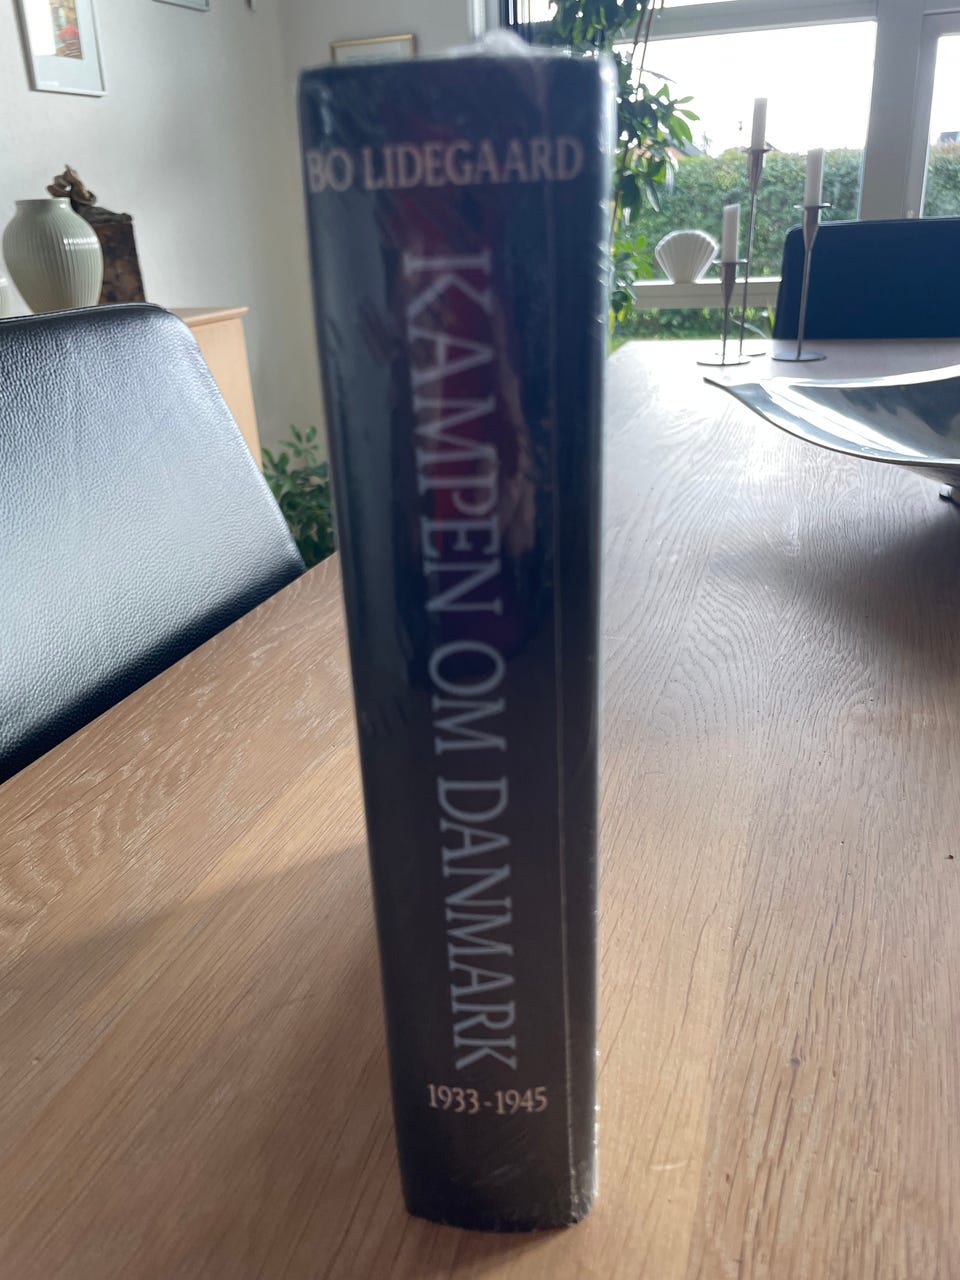 BO LIDEGAARD
KAMPEN OM DANMARK
1933-1945